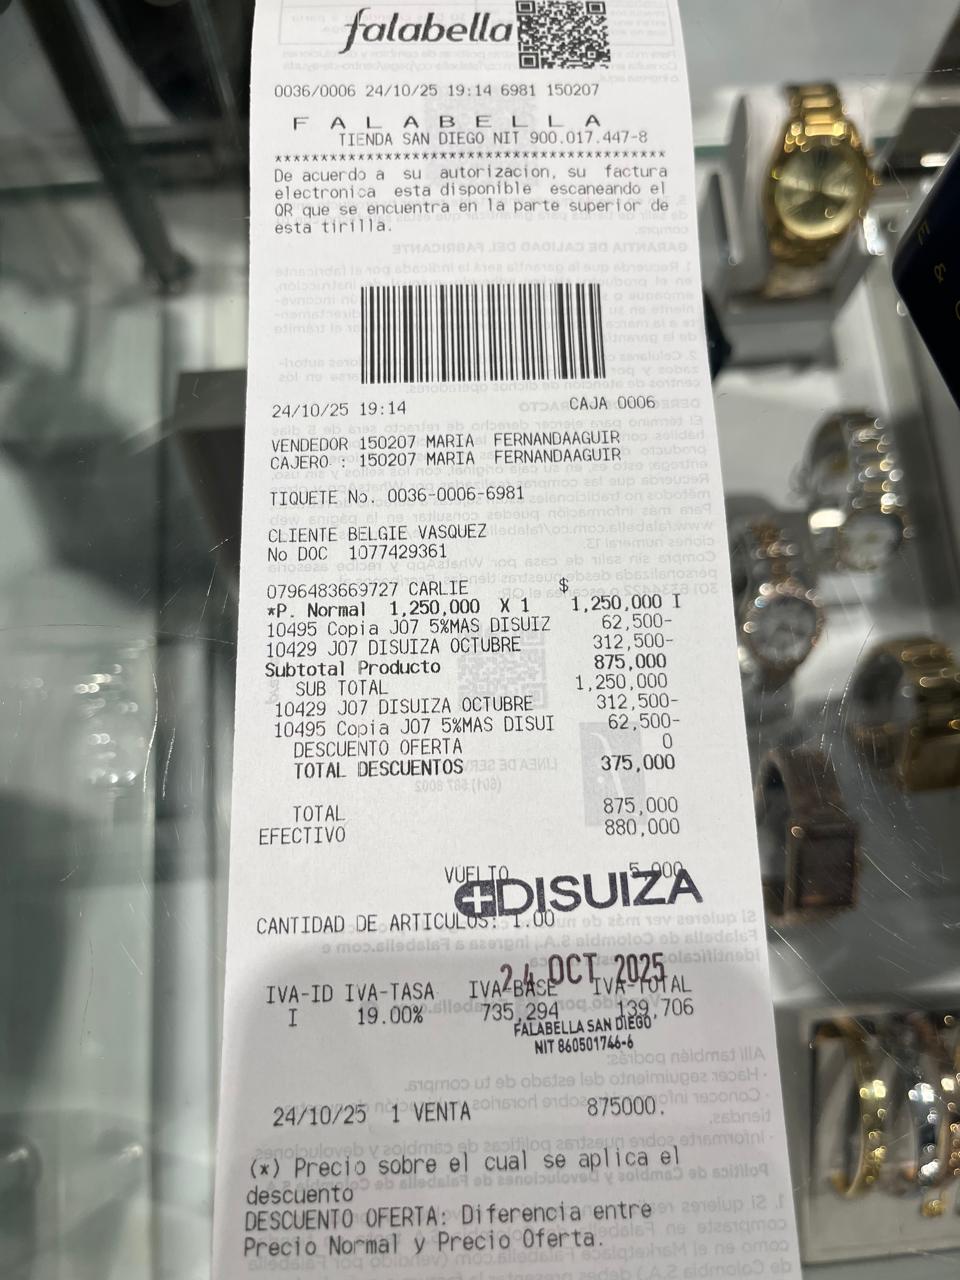 falabella
0036/0006 24/10/25 19:14 6981 150207
F A L A B E L L A
TIENDA SAN DIEGO NIT 900.017.447-8
******************************************
De acuerdo a su autorizacion, su factura
electronica esta disponible escaneando el
QR que se encuentra en la parte superior de
esta tirilla.
24/10/25 19:14 CAJA 0006
VENDEDOR 150207 MARIA FERNANDAAGUIR
CAJERO : 150207 MARIA FERNANDAAGUIR
TIQUETE No. 0036-0006-6981
CLIENTE BELGIE VASQUEZ
No DOC 1077429361
0796483669727 CARLIE $
*P. Normal 1,250,000 X 1 1,250,000 I
10495 Copia J07 5%MAS DISUIZ 62,500-
10429 J07 DISUIZA OCTUBRE 312,500-
Subtotal Producto 875,000
SUB TOTAL 1,250,000
10429 J07 DISUIZA OCTUBRE 312,500-
10495 Copia J07 5%MAS DISUI 62,500-
DESCUENTO OFERTA 0
TOTAL DESCUENTOS 375,000
TOTAL 875,000
EFECTIVO 880,000
VUELTO 5,000
DISUIZA
CANTIDAD DE ARTICULOS: 1.00
24 OCT 2025
IVA-ID IVA-TASA IVA-BASE IVA-TOTAL
I 19.00% 735,294 139,706
FALABELLA SAN DIEGO
NIT 860501746-6
24/10/25 1 VENTA 875000.
(*) Precio sobre el cual se aplica el
descuento
DESCUENTO OFERTA: Diferencia entre
Precio Normal y Precio Oferta.